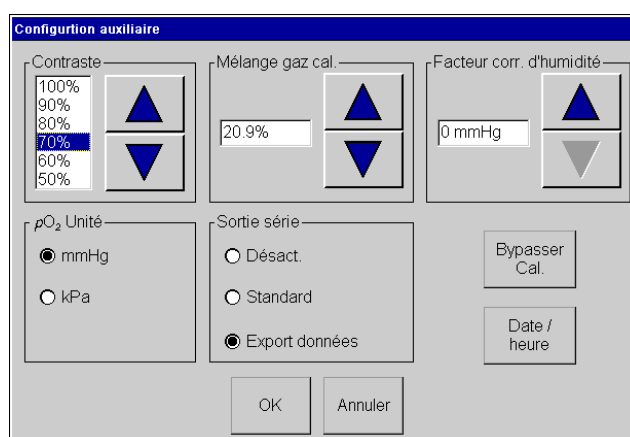 Configurtion auxiliaire
Contraste
100%
90%
80%
70%
60%
50%
Mélange gaz cal.
20.9%
Facteur corr. d'humidité
0 mmHg
pO₂ Unité
mmHg
kPa
Sortie série
Désact.
Standard
Export données
Bypasser
Cal.
Date /
heure
OK
Annuler